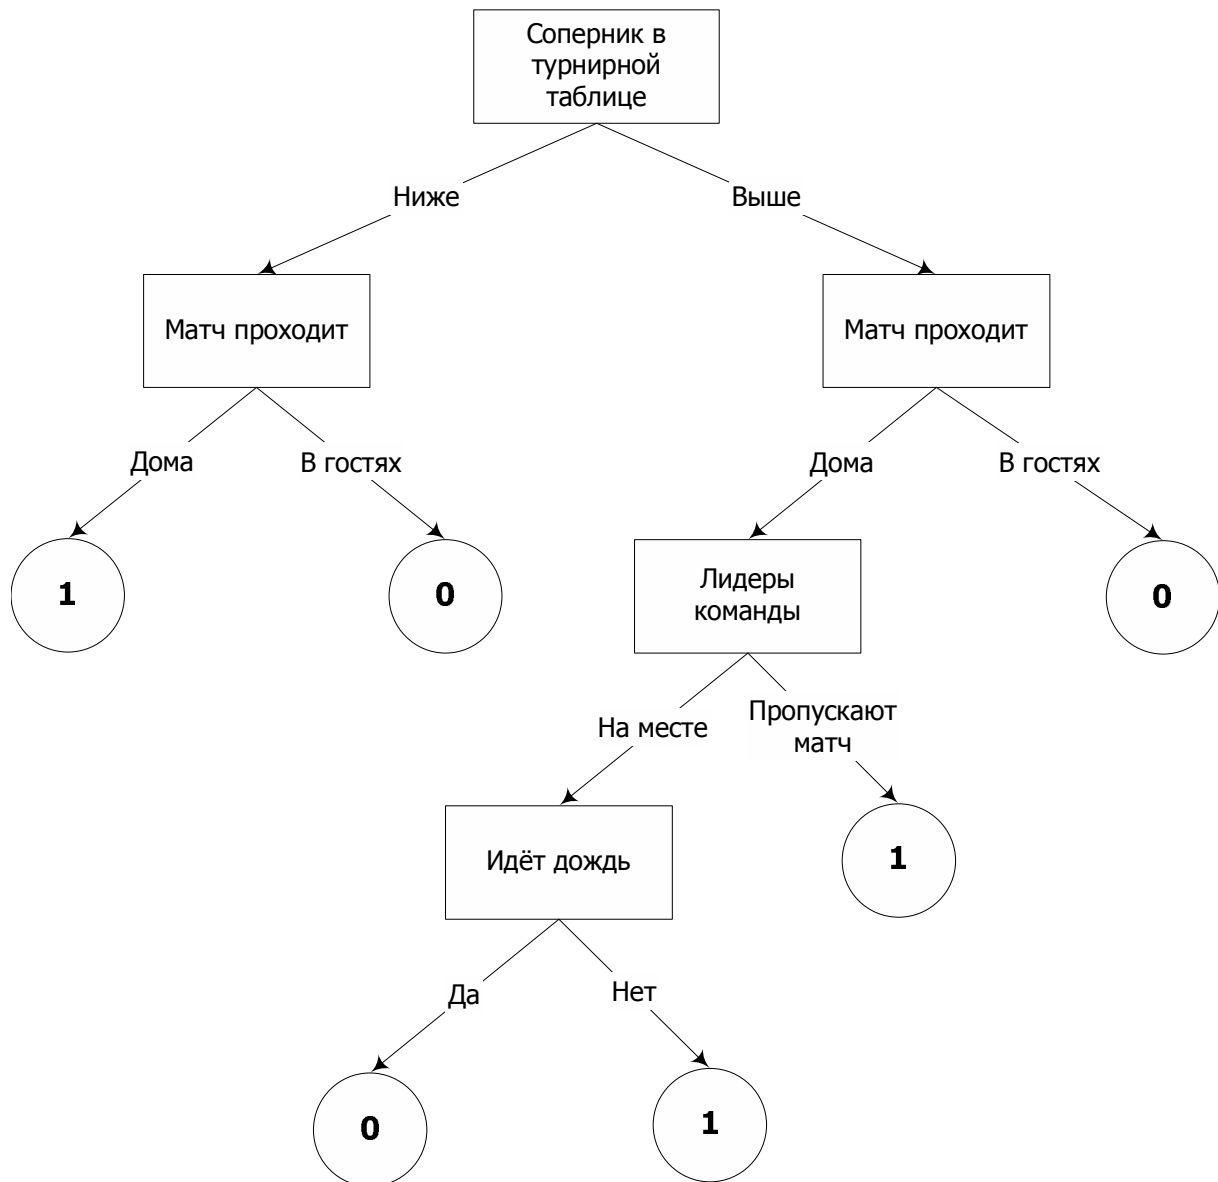 Соперник в
турнирной
таблице
Ниже
Выше
Матч проходит
Матч проходит
Дома
В гостях
Дома
В гостях
1
0
Лидеры
команды
0
На месте
Пропускают
матч
Идёт дождь
1
Да
Нет
0
1